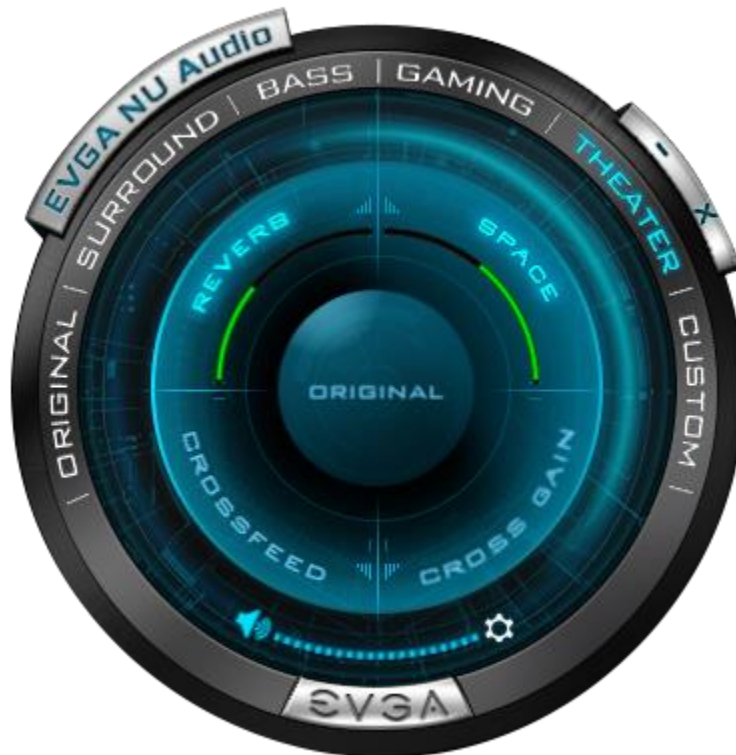 EVGA NU Audio
- X
ORIGINAL | SURROUND | BASS | GAMING | THEATER | CUSTOM |
REVERB
SPACE
ORIGINAL
CROSSFEED
CROSS GAIN
EVGA